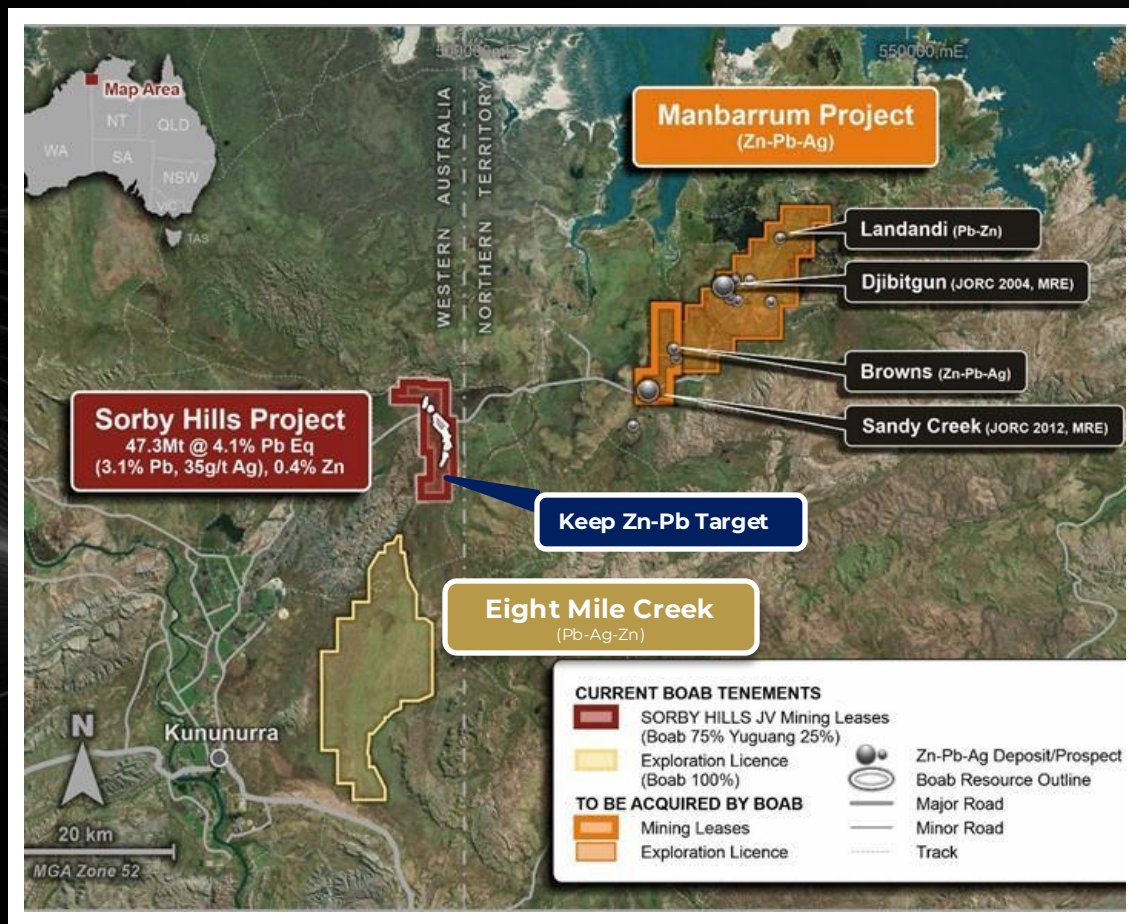 500000mE
550000 mE
Map Area
NT
QLD
WA
SA
NSW
VIC
TAS
WESTERN AUSTRALIA
NORTHERN TERRITORY
Manbarrum Project
(Zn-Pb-Ag)
Landandi (Pb-Zn)
Djibitgun (JORC 2004, MRE)
Browns (Zn-Pb-Ag)
Sandy Creek (JORC 2012, MRE)
Sorby Hills Project
47.3Mt @ 4.1% Pb Eq
(3.1% Pb, 35g/t Ag), 0.4% Zn
Keep Zn-Pb Target
Eight Mile Creek
(Pb-Ag-Zn)
Kununurra
N
20 km
MGA Zone 52
CURRENT BOAB TENEMENTS
SORBY HILLS JV Mining Leases
(Boab 75% Yuguang 25%)
Exploration Licence
(Boab 100%)
TO BE ACQUIRED BY BOAB
Mining Leases
Exploration Licence
Zn-Pb-Ag Deposit/Prospect
Boab Resource Outline
Major Road
Minor Road
Track